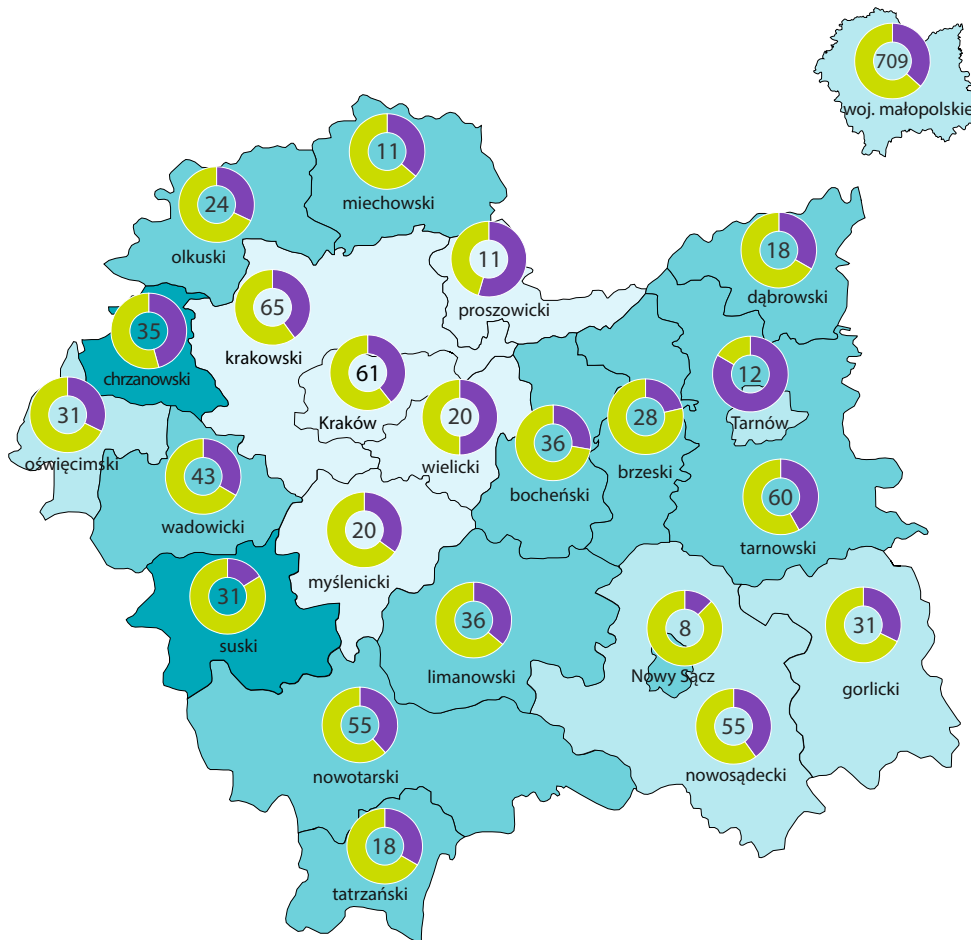 709
woj. małopolskie
11
miechowski
24
olkuski
11
proszowicki
18
dąbrowski
65
krakowski
35
chrzanowski
61
Kraków
12
Tarnów
31
oświęcimski
20
wielicki
28
brzeski
36
bocheński
43
wadowicki
60
tarnowski
20
myślenicki
31
suski
36
limanowski
8
Nowy Sącz
31
gorlicki
55
nowotarski
55
nowosądecki
18
tatrzański